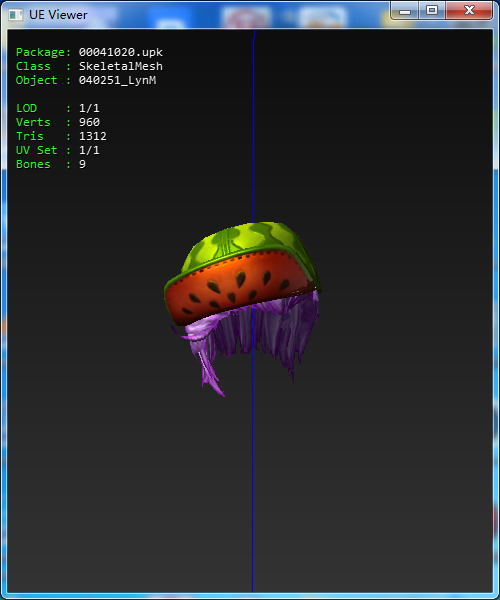 UE Viewer
Package: 00041020.upk
Class : SkeletalMesh
Object : 040251_LynM
LOD : 1/1
Verts : 960
Tris : 1312
UV Set : 1/1
Bones : 9